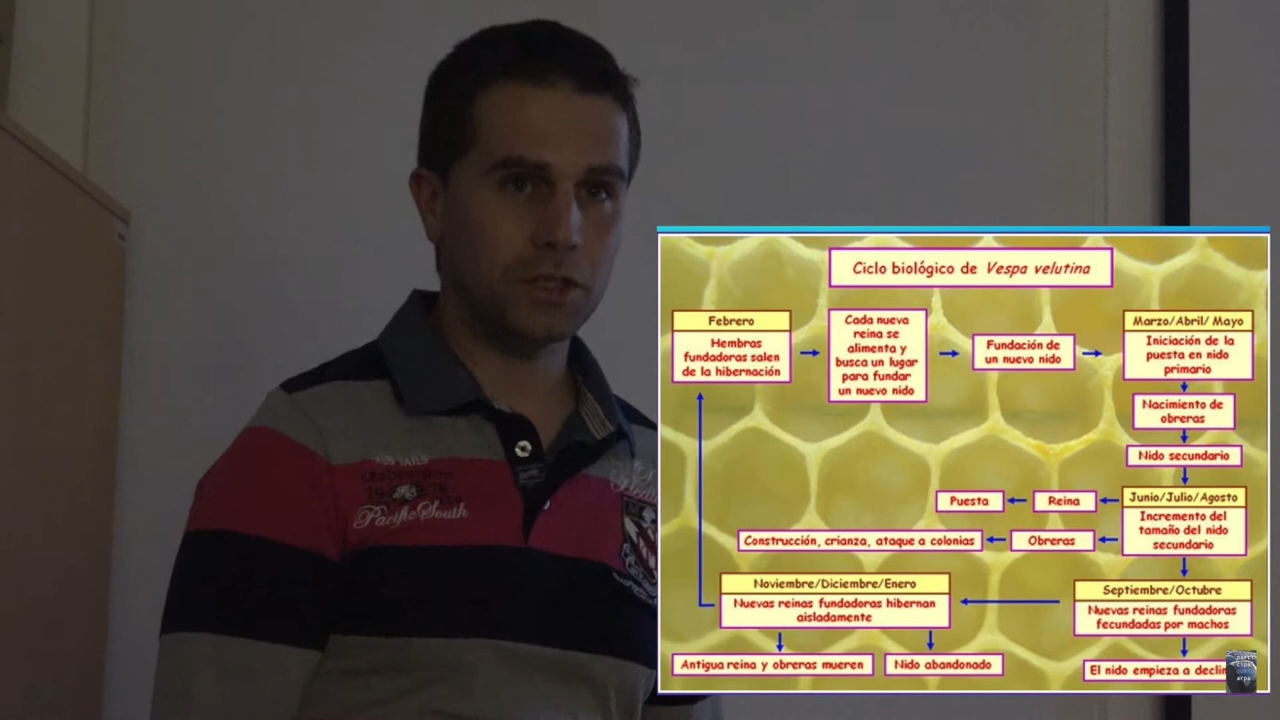 Ciclo biológico de Vespa velutina
Febrero
Hembras
fundadoras salen
de la hibernación
Cada nueva
reina se
alimenta y
busca un lugar
para fundar
un nuevo nido
Fundación de
un nuevo nido
Marzo/Abril/ Mayo
Iniciación de la
puesta en nido
primario
Nacimiento de
obreras
Nido secundario
Junio/Julio/Agosto
Incremento del
tamaño del nido
secundario
Reina
Puesta
Obreras
Construcción, crianza, ataque a colonias
Septiembre/Octubre
Nuevas reinas fundadoras
fecundadas por machos
El nido empieza a declin
Noviembre/Diciembre/Enero
Nuevas reinas fundadoras hibernan
aisladamente
Antigua reina y obreras mueren
Nido abandonado
Pacific South